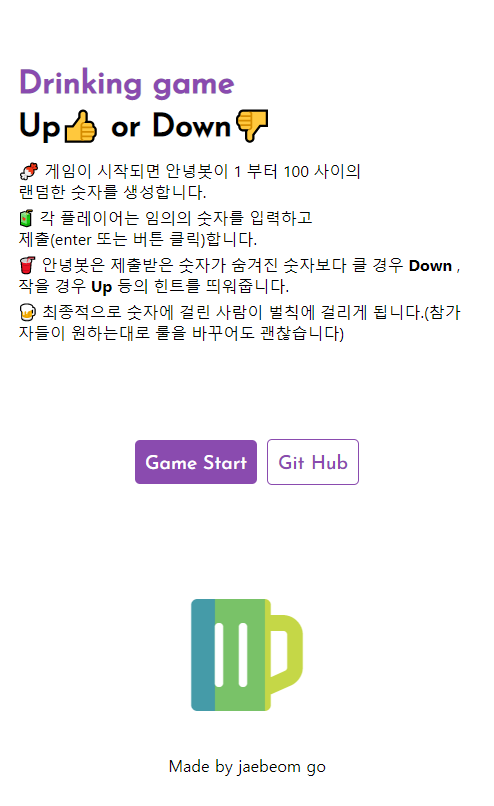 Drinking game
Up👍 or Down👎
🍖 게임이 시작되면 안녕봇이 1 부터 100 사이의
랜덤한 숫자를 생성합니다.
🧃 각 플레이어는 임의의 숫자를 입력하고
제출(enter 또는 버튼 클릭)합니다.
🥤 안녕봇은 제출받은 숫자가 숨겨진 숫자보다 클 경우 Down ,
작을 경우 Up 등의 힌트를 띄워줍니다.
🍺 최종적으로 숫자에 걸린 사람이 벌칙에 걸리게 됩니다.(참가
자들이 원하는대로 룰을 바꾸어도 괜찮습니다)
Game Start
Git Hub
Made by jaebeom go